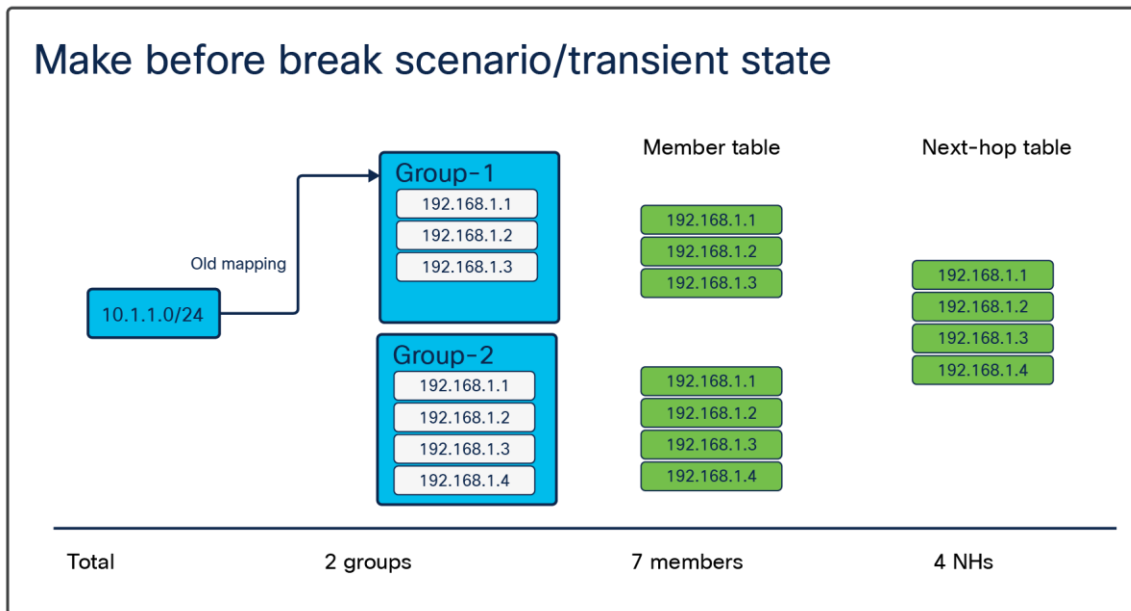 Make before break scenario/transient state
Member table
Next-hop table
Group-1
192.168.1.1
192.168.1.2
192.168.1.3
Old mapping
10.1.1.0/24
192.168.1.1
192.168.1.2
192.168.1.3
192.168.1.1
192.168.1.2
192.168.1.3
192.168.1.4
Group-2
192.168.1.1
192.168.1.2
192.168.1.3
192.168.1.4
192.168.1.1
192.168.1.2
192.168.1.3
192.168.1.4
Total
2 groups
7 members
4 NHs